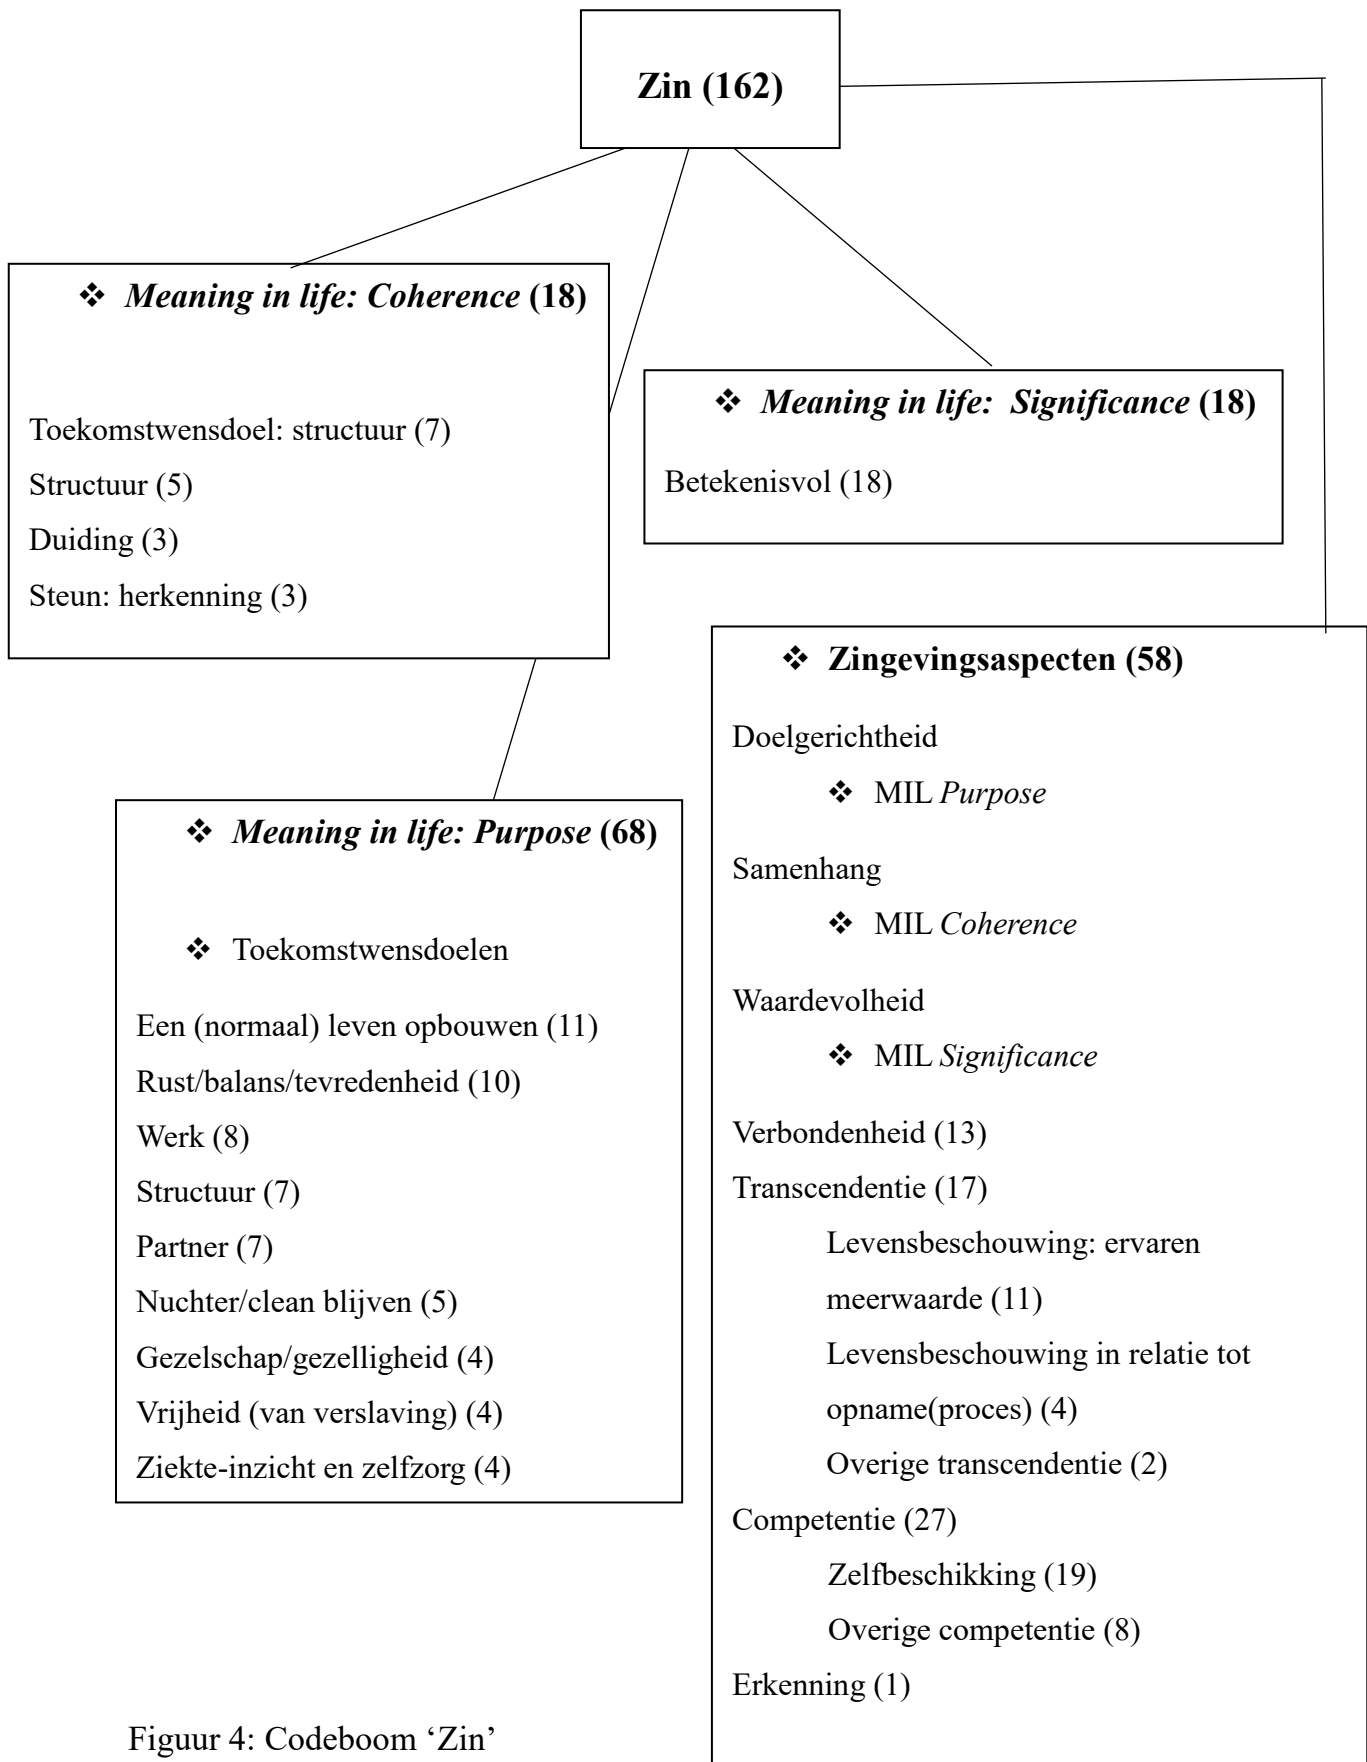 Zin (162)
❖ Meaning in life: Coherence (18)
Toekomstwensdoel: structuur (7)
Structuur (5)
Duiding (3)
Steun: herkenning (3)
❖ Meaning in life: Significance (18)
Betekenisvol (18)
❖ Meaning in life: Purpose (68)
❖ Toekomstwensdoelen
Een (normaal) leven opbouwen (11)
Rust/balans/tevredenheid (10)
Werk (8)
Structuur (7)
Partner (7)
Nuchter/clean blijven (5)
Gezelschap/gezelligheid (4)
Vrijheid (van verslaving) (4)
Ziekte-inzicht en zelfzorg (4)
❖ Zingevingsaspecten (58)
Doelgerichtheid
❖ MIL Purpose
Samenhang
❖ MIL Coherence
Waardevolheid
❖ MIL Significance
Verbondenheid (13)
Transcendentie (17)
Levensbeschouwing: ervaren
meerwaarde (11)
Levensbeschouwing in relatie tot
opname(proces) (4)
Overige transcendentie (2)
Competentie (27)
Zelfbeschikking (19)
Overige competentie (8)
Erkenning (1)
Figuur 4: Codeboom ‘Zin’